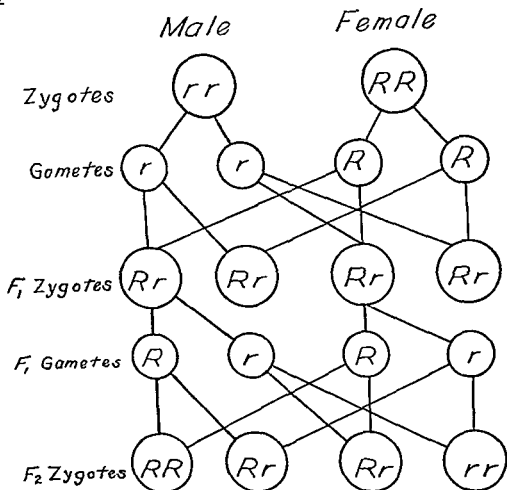 Male Female
Zygotes rr RR
Gametes r r R R
F₁ Zygotes Rr Rr Rr Rr
F₁ Gametes R r R r
F₂ Zygotes RR Rr Rr rr